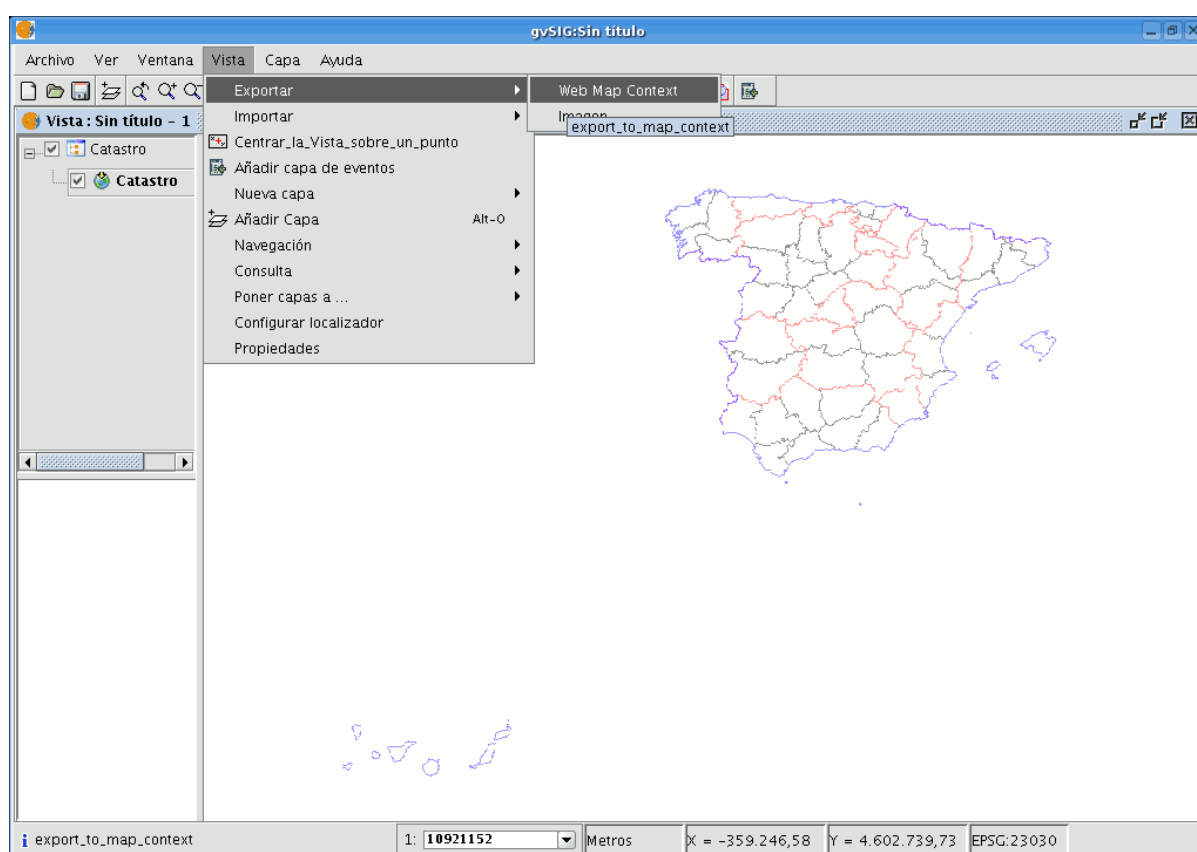 gvSIG:Sin título
Archivo Ver Ventana Vista Capa Ayuda
Vista : Sin título - 1
Catastro
Catastro
Exportar
Importar
Centrar_la_Vista_sobre_un_punto
Añadir capa de eventos
Nueva capa
Añadir Capa Alt-O
Navegación
Consulta
Poner capas a ...
Configurar localizador
Propiedades
Web Map Context
Imagen
export_to_map_context
export_to_map_context 1: 10921152 Metros X = -359.246,58 Y = 4.602.739,73 EPSG:23030